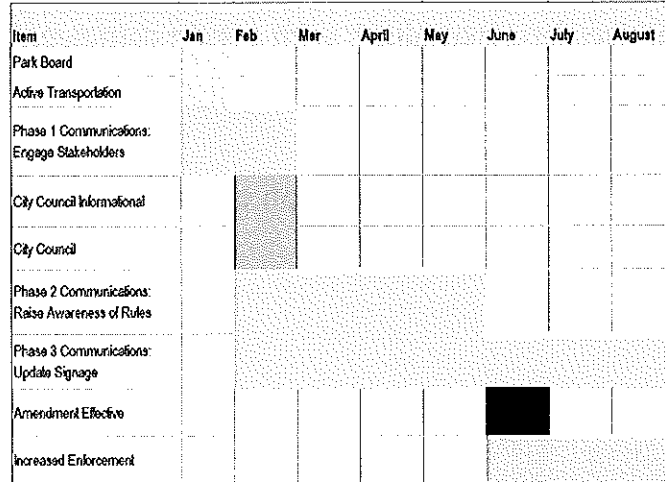 Item Jan Feb Mar April May June July August
Park Board
Active Transportation
Phase 1 Communications:
Engage Stakeholders
City Council Informational
City Council
Phase 2 Communications:
Raise Awareness of Rules
Phase 3 Communications:
Update Signage
Amendment Effective
Increased Enforcement